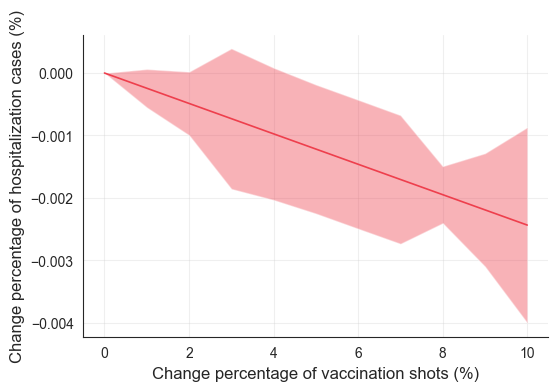 Change percentage of hospitalization cases (%)
0.000
−0.001
−0.002
−0.003
−0.004
0 2 4 6 8 10
Change percentage of vaccination shots (%)